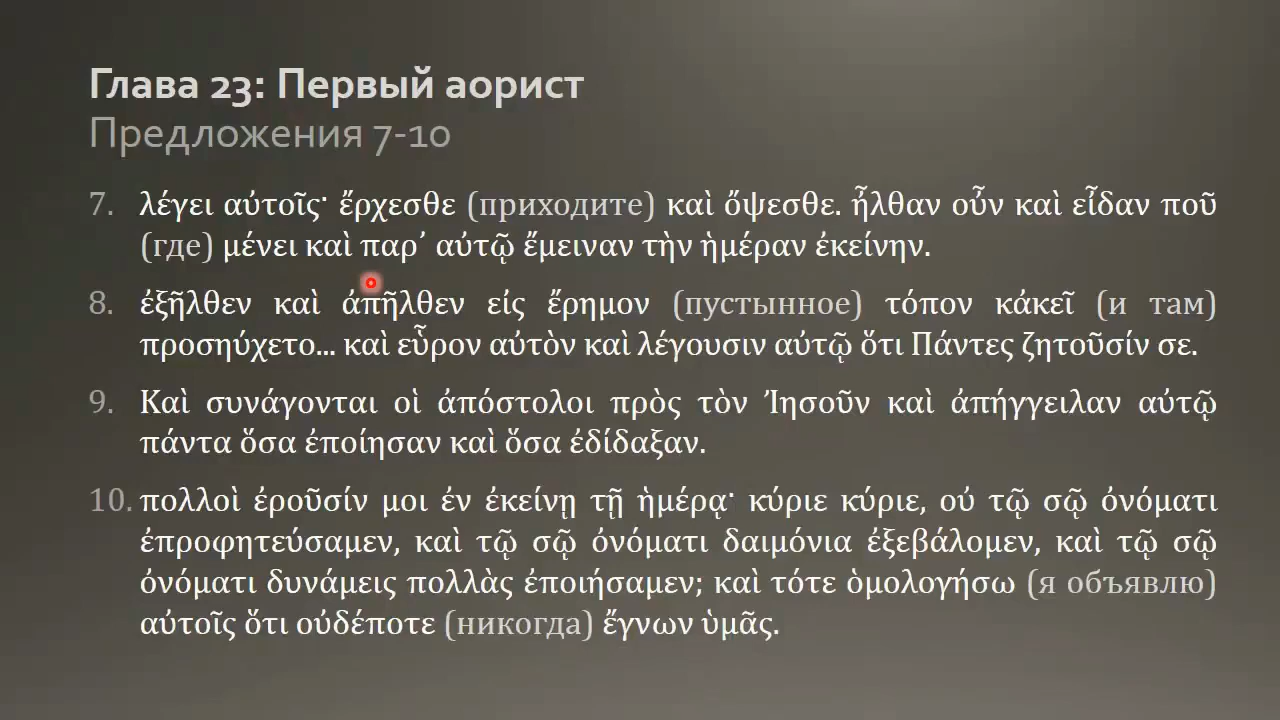 Глава 23: Первый аорист
Предложения 7-10
7. λέγει αὐτοῖς· ἔρχεσθε (приходите) καὶ ὄψεσθε. ἦλθαν οὖν καὶ εἶδαν ποῦ
(где) μένει καὶ παρ’ αὐτῷ ἔμειναν τὴν ἡμέραν ἐκείνην.
8. ἐξῆλθεν καὶ ἀπῆλθεν εἰς ἔρημον (пустынное) τόπον κἀκεῖ (и там)
προσηύχετο... καὶ εὗρον αὐτὸν καὶ λέγουσιν αὐτῷ ὅτι Πάντες ζητοῦσίν σε.
9. Καὶ συνάγονται οἱ ἀπόστολοι πρὸς τὸν Ἰησοῦν καὶ ἀπήγγειλαν αὐτῷ
πάντα ὅσα ἐποίησαν καὶ ὅσα ἐδίδαξαν.
10. πολλοὶ ἐροῦσίν μοι ἐν ἐκείνῃ τῇ ἡμέρᾳ· κύριε κύριε, οὐ τῷ σῷ ὀνόματι
ἐπροφητεύσαμεν, καὶ τῷ σῷ ὀνόματι δαιμόνια ἐξεβάλομεν, καὶ τῷ σῷ
ὀνόματι δυνάμεις πολλὰς ἐποιήσαμεν; καὶ τότε ὁμολογήσω (я объявлю)
αὐτοῖς ὅτι οὐδέποτε (никогда) ἔγνων ὑμᾶς.